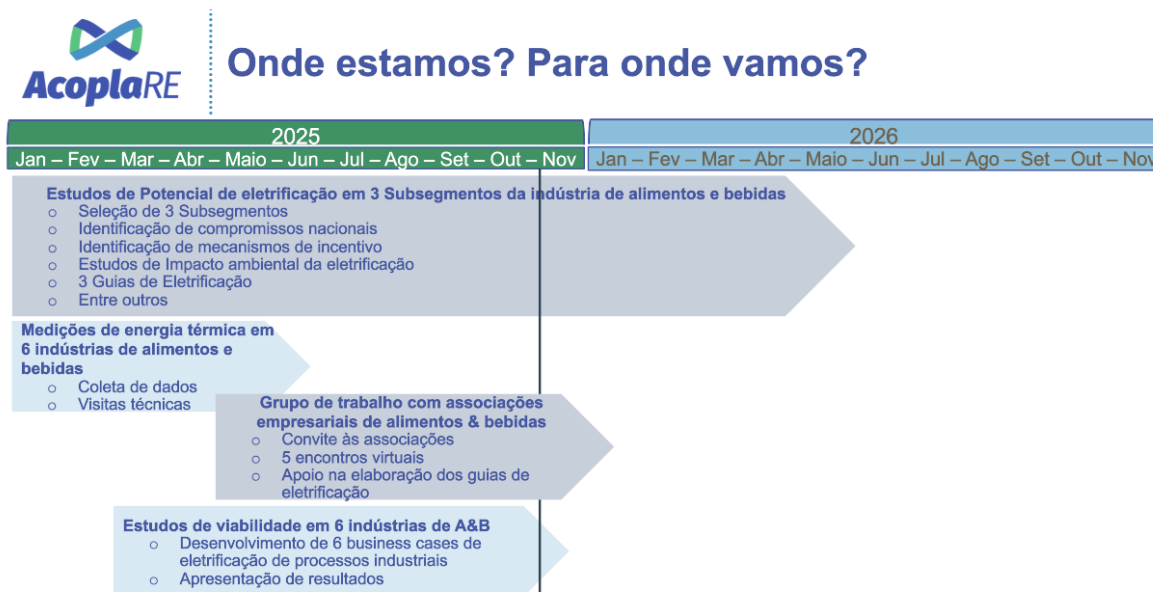 AcoplaRE
Onde estamos? Para onde vamos?
2025
2026
Jan – Fev – Mar – Abr – Maio – Jun – Jul – Ago – Set – Out – Nov
Jan – Fev – Mar – Abr – Maio – Jun – Jul – Ago – Set – Out – Nov
Estudos de Potencial de eletrificação em 3 Subsegmentos da indústria de alimentos e bebidas
o Seleção de 3 Subsegmentos
o Identificação de compromissos nacionais
o Identificação de mecanismos de incentivo
o Estudos de Impacto ambiental da eletrificação
o 3 Guias de Eletrificação
o Entre outros
Medições de energia térmica em
6 indústrias de alimentos e
bebidas
o Coleta de dados
o Visitas técnicas
Grupo de trabalho com associações
empresariais de alimentos & bebidas
o Convite às associações
o 5 encontros virtuais
o Apoio na elaboração dos guias de
eletrificação
Estudos de viabilidade em 6 indústrias de A&B
o Desenvolvimento de 6 business cases de
eletrificação de processos industriais
o Apresentação de resultados